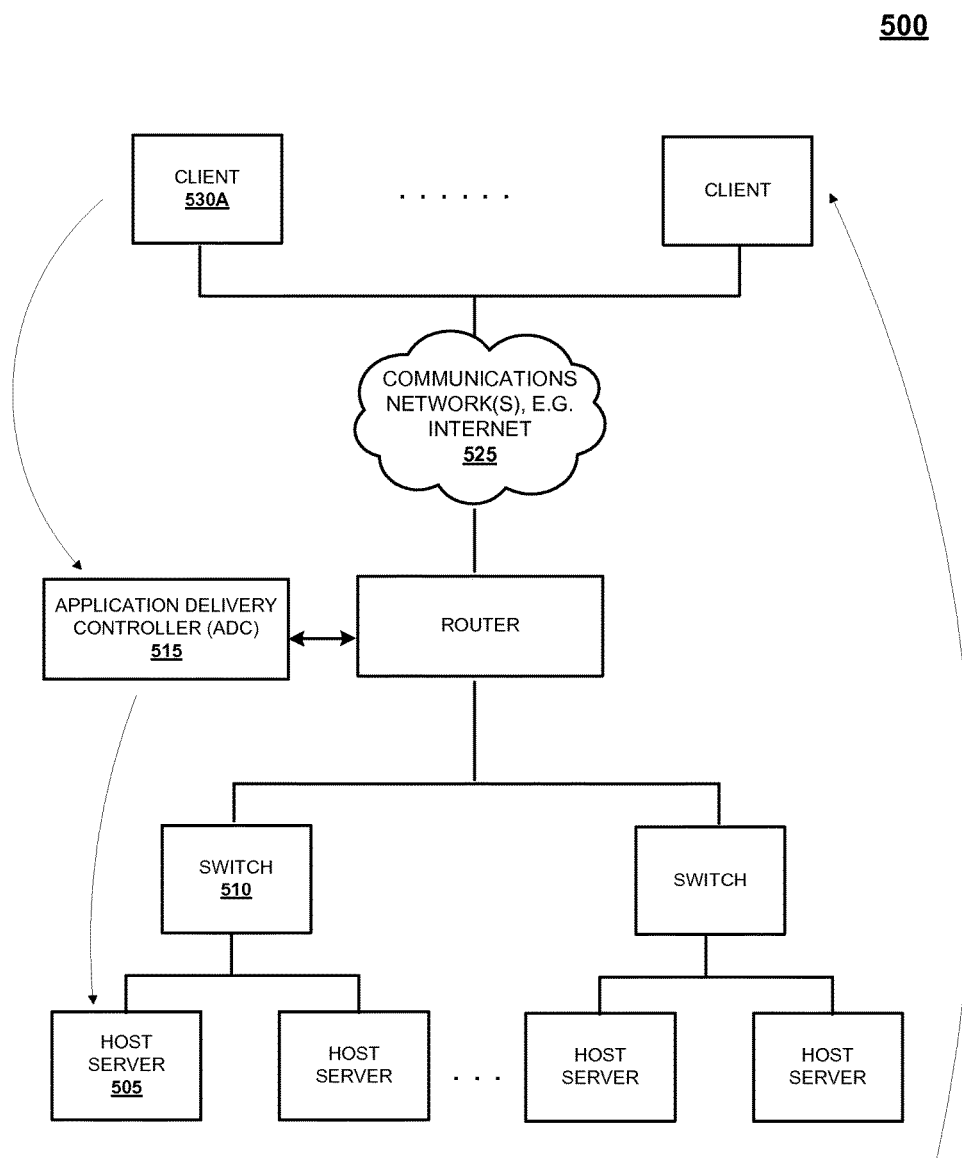 500
CLIENT
530A
. . . . . .
CLIENT
COMMUNICATIONS
NETWORK(S), E.G.
INTERNET
525
APPLICATION DELIVERY
CONTROLLER (ADC)
515
ROUTER
SWITCH
510
SWITCH
HOST
SERVER
505
HOST
SERVER
. . .
HOST
SERVER
HOST
SERVER